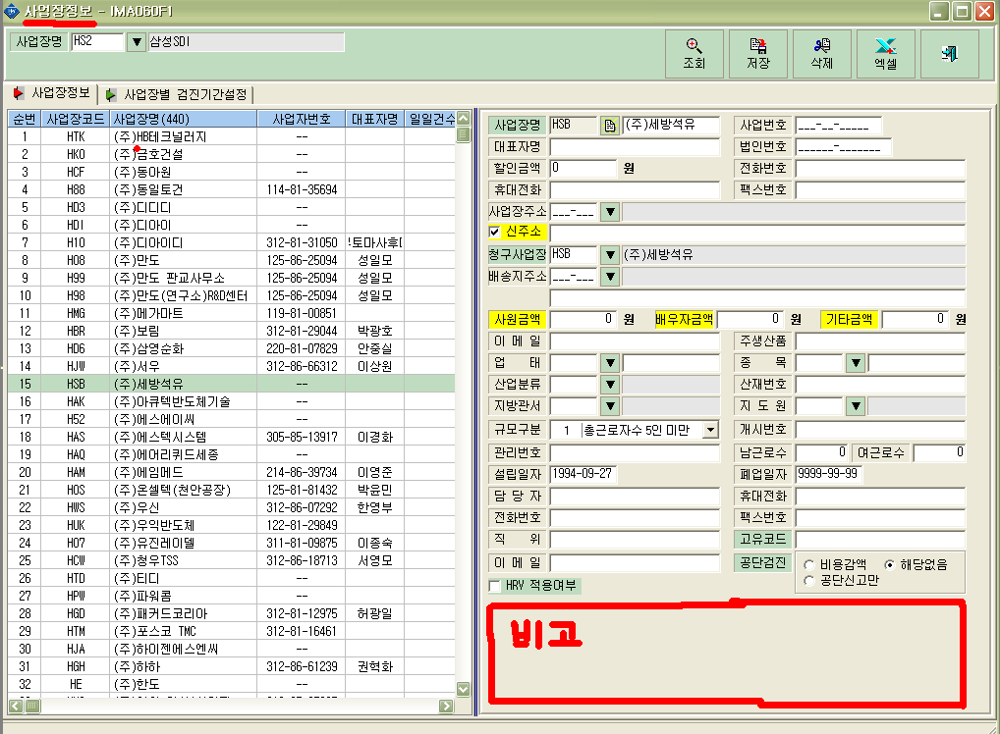 사업장정보 - IMA060F1
사업장명 HS2 삼성SDI
조회 저장 삭제 엑셀
사업장정보 사업장별 검진기간설정
순번 사업장코드 사업장명(440) 사업자번호 대표자명 일일건수
1 HTK (주)HB테크널러지 --
2 HKO (주)금호건설 --
3 HCF (주)동아원 --
4 H88 (주)동일토건 114-81-35694
5 HD3 (주)디디디 --
6 HDI (주)디아이 --
7 H10 (주)디아이디 312-81-31050
8 H08 (주)만도 125-86-25094 성일모
9 H99 (주)만도 판교사무소 125-86-25094 성일모
10 H98 (주)만도(연구소)R&D센터 125-86-25094 성일모
11 HMG (주)메가마트 119-81-00851
12 HBR (주)보림 312-81-29044 박광호
13 HD6 (주)삼영순화 220-81-07829 안중실
14 HJW (주)서우 312-86-66312 이상원
15 HSB (주)세방석유 --
16 HAK (주)아큐텍반도체기술 --
17 H52 (주)에스에이씨 --
18 HAS (주)에스텍시스템 305-85-13917 이경화
19 HAQ (주)에어리퀴드세종 --
20 HAM (주)에임메드 214-86-39734 이영준
21 HOS (주)온셀텍(천안공장) 125-81-81432 박윤민
22 HWS (주)우신 312-86-07292 한영부
23 HUK (주)우익반도체 122-81-29849
24 H07 (주)유진레이델 311-81-09875 이종숙
25 HCW (주)청우TSS 312-86-18713 서영모
26 HTD (주)티디 --
27 HPW (주)파워콤 --
28 HGD (주)패커드코리아 312-81-12975 허광일
29 HTM (주)포스코 TMC 312-81-16461
30 HJA (주)하이젠에스엔씨 --
31 HGH (주)하하 312-86-61239 권혁화
32 HE (주)한도 --
사업장명 HSB (주)세방석유 사업번호 ___-__-_____
대표자명 법인번호 ______-_______
할인금액 0 원 전화번호
휴대전화 팩스번호
사업장주소 ___-___
신주소
청구사업장 HSB (주)세방석유
배송지주소 ___-___
사원금액 0 원 배우자금액 0 원 기타금액 0 원
이 메 일 주생산품
업 태 종 목
산업분류 산재번호
지방관서 지 도 원
규모구분 1 총근로자수 5인 미만 개시번호
관리번호 남근로수 0 여근로수 0
설립일자 1994-09-27 폐업일자 9999-99-99
담 당 자 휴대전화
전화번호 팩스번호
직 위 고유코드
이 메 일 공단검진 비용감액 해당없음
공단신고만
HRV 적용여부
비고